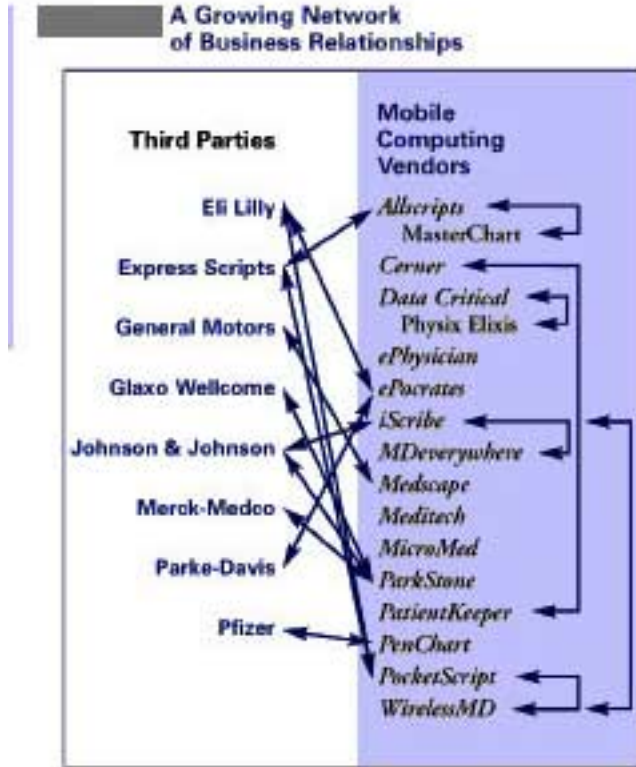 A Growing Network
of Business Relationships
Third Parties
Eli Lilly
Express Scripts
General Motors
Glaxo Wellcome
Johnson & Johnson
Merck-Medco
Parke-Davis
Pfizer
Mobile
Computing
Vendors
Allscripts
MasterChart
Cerner
Data Critical
Physix Elixis
ePhysician
ePocrates
iScribe
MDeverywhere
Medscape
Meditech
MicroMed
ParkStone
PatientKeeper
PenChart
PocketScript
WirelessMD